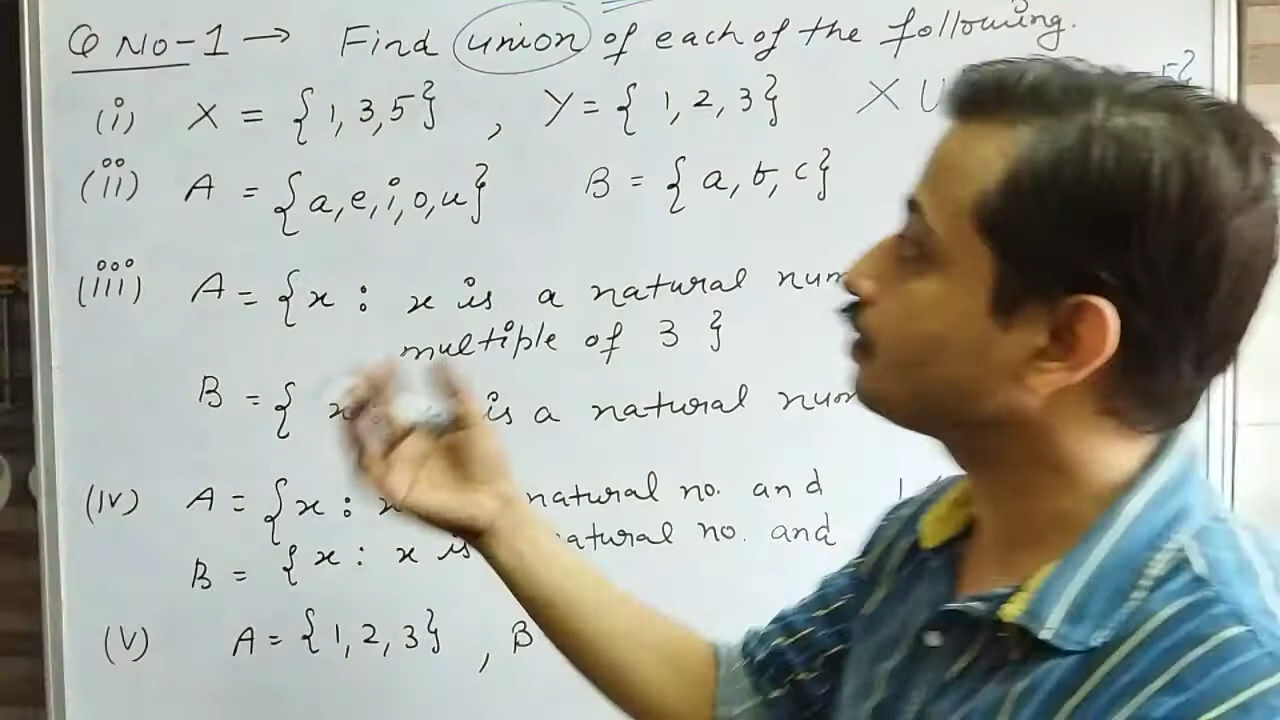 Q No-1 → Find union of each of the following.
(i) X = {1, 3, 5} , Y = {1, 2, 3} X U 5}
(ii) A = {a, e, i, o, u} B = {a, b, c}
(iii) A = {x : x is a natural num
multiple of 3 }
B = { x is a natural num
(iv) A = {x : x natural no. and
B = {x : x is natural no. and
(v) A = {1, 2, 3} , B